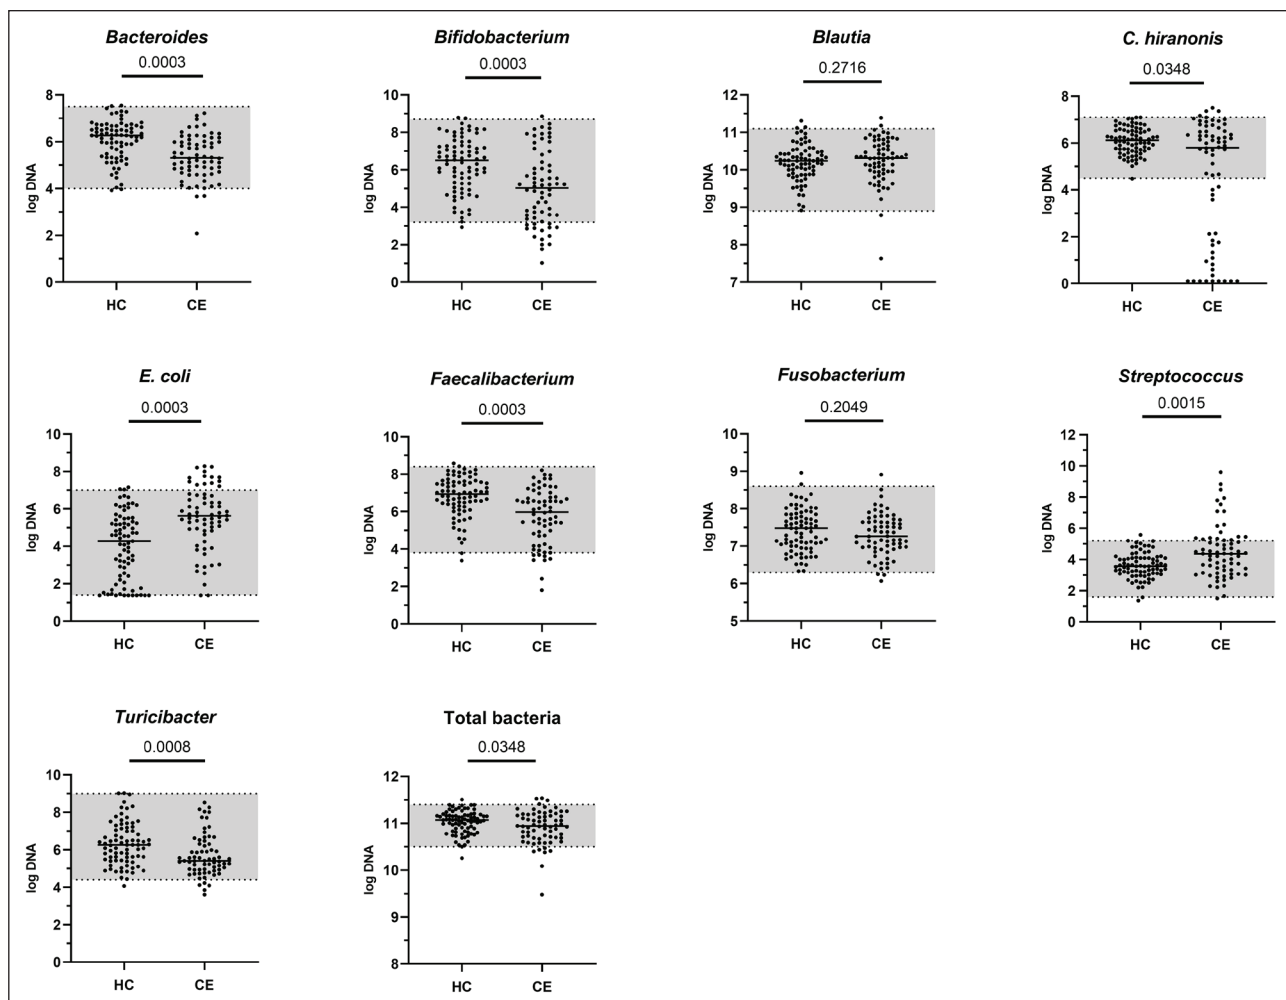 Bacteroides
0.0003
8
6
4
2
0
log DNA
HC CE
Bifidobacterium
0.0003
10
8
6
4
2
0
log DNA
HC CE
Blautia
0.2716
12
11
10
9
8
7
log DNA
HC CE
C. hiranonis
0.0348
8
6
4
2
0
log DNA
HC CE
E. coli
0.0003
10
8
6
4
2
0
log DNA
HC CE
Faecalibacterium
0.0003
10
8
6
4
2
0
log DNA
HC CE
Fusobacterium
0.2049
10
9
8
7
6
5
log DNA
HC CE
Streptococcus
0.0015
12
10
8
6
4
2
0
log DNA
HC CE
Turicibacter
0.0008
10
8
6
4
2
0
log DNA
HC CE
Total bacteria
0.0348
12
11
10
9
8
log DNA
HC CE